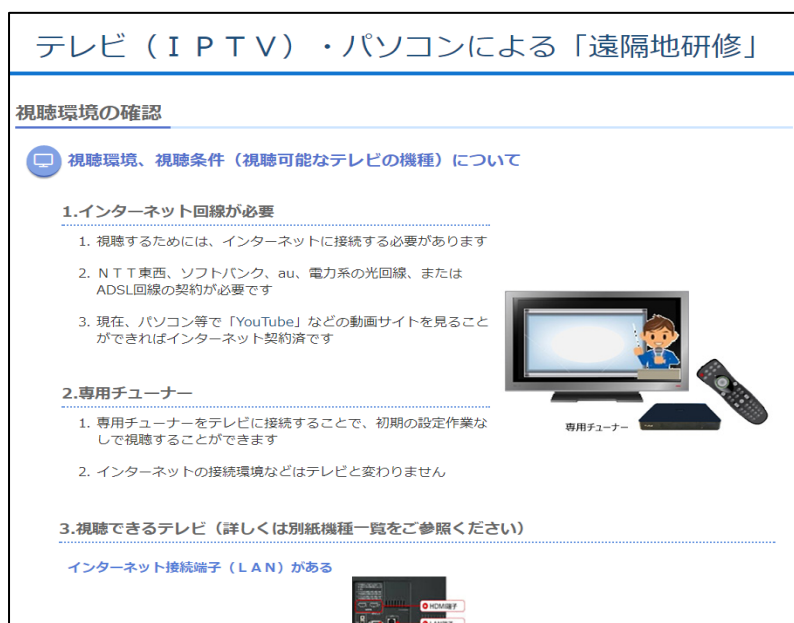 テレビ（ＩＰＴＶ）・パソコンによる「遠隔地研修」
視聴環境の確認
視聴環境、視聴条件（視聴可能なテレビの機種）について
1.インターネット回線が必要
1. 視聴するためには、インターネットに接続する必要があります
2. ＮＴＴ東西、ソフトバンク、au、電力系の光回線、または
ADSL回線の契約が必要です
3. 現在、パソコン等で「YouTube」などの動画サイトを見ること
ができればインターネット契約済です
2.専用チューナー
1. 専用チューナーをテレビに接続することで、初期の設定作業な
しで視聴することができます
2. インターネットの接続環境などはテレビと変わりません
専用チューナー
3.視聴できるテレビ（詳しくは別紙機種一覧をご参照ください）
インターネット接続端子（ＬＡＮ）がある
HDMI端子